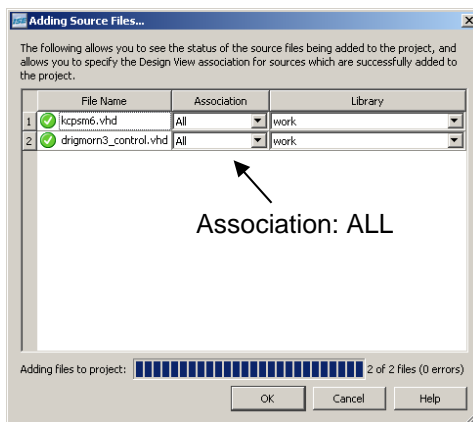 Adding Source Files...
The following allows you to see the status of the source files being added to the project, and
allows you to specify the Design View association for sources which are successfully added to
the project.
File Name Association Library
1 kcpsm6.vhd All work
2 drigmorn3_control.vhd All work
Association: ALL
Adding files to project: 2 of 2 files (0 errors)
OK Cancel Help